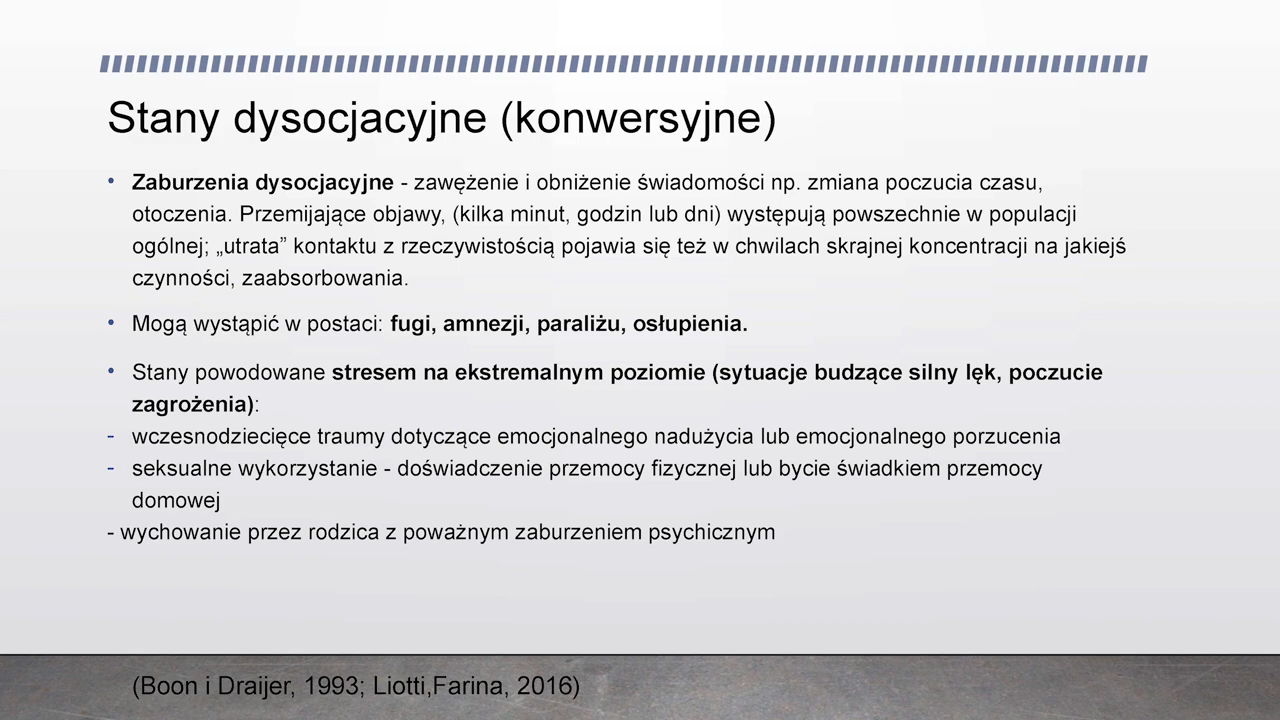 Stany dysocjacyjne (konwersyjne)
• Zaburzenia dysocjacyjne - zawężenie i obniżenie świadomości np. zmiana poczucia czasu,
otoczenia. Przemijające objawy, (kilka minut, godzin lub dni) występują powszechnie w populacji
ogólnej; „utrata” kontaktu z rzeczywistością pojawia się też w chwilach skrajnej koncentracji na jakiejś
czynności, zaabsorbowania.
• Mogą wystąpić w postaci: fugi, amnezji, paraliżu, osłupienia.
• Stany powodowane stresem na ekstremalnym poziomie (sytuacje budzące silny lęk, poczucie
zagrożenia):
- wczesnodziecięce traumy dotyczące emocjonalnego nadużycia lub emocjonalnego porzucenia
- seksualne wykorzystanie - doświadczenie przemocy fizycznej lub bycie świadkiem przemocy
domowej
- wychowanie przez rodzica z poważnym zaburzeniem psychicznym
(Boon i Draijer, 1993; Liotti,Farina, 2016)